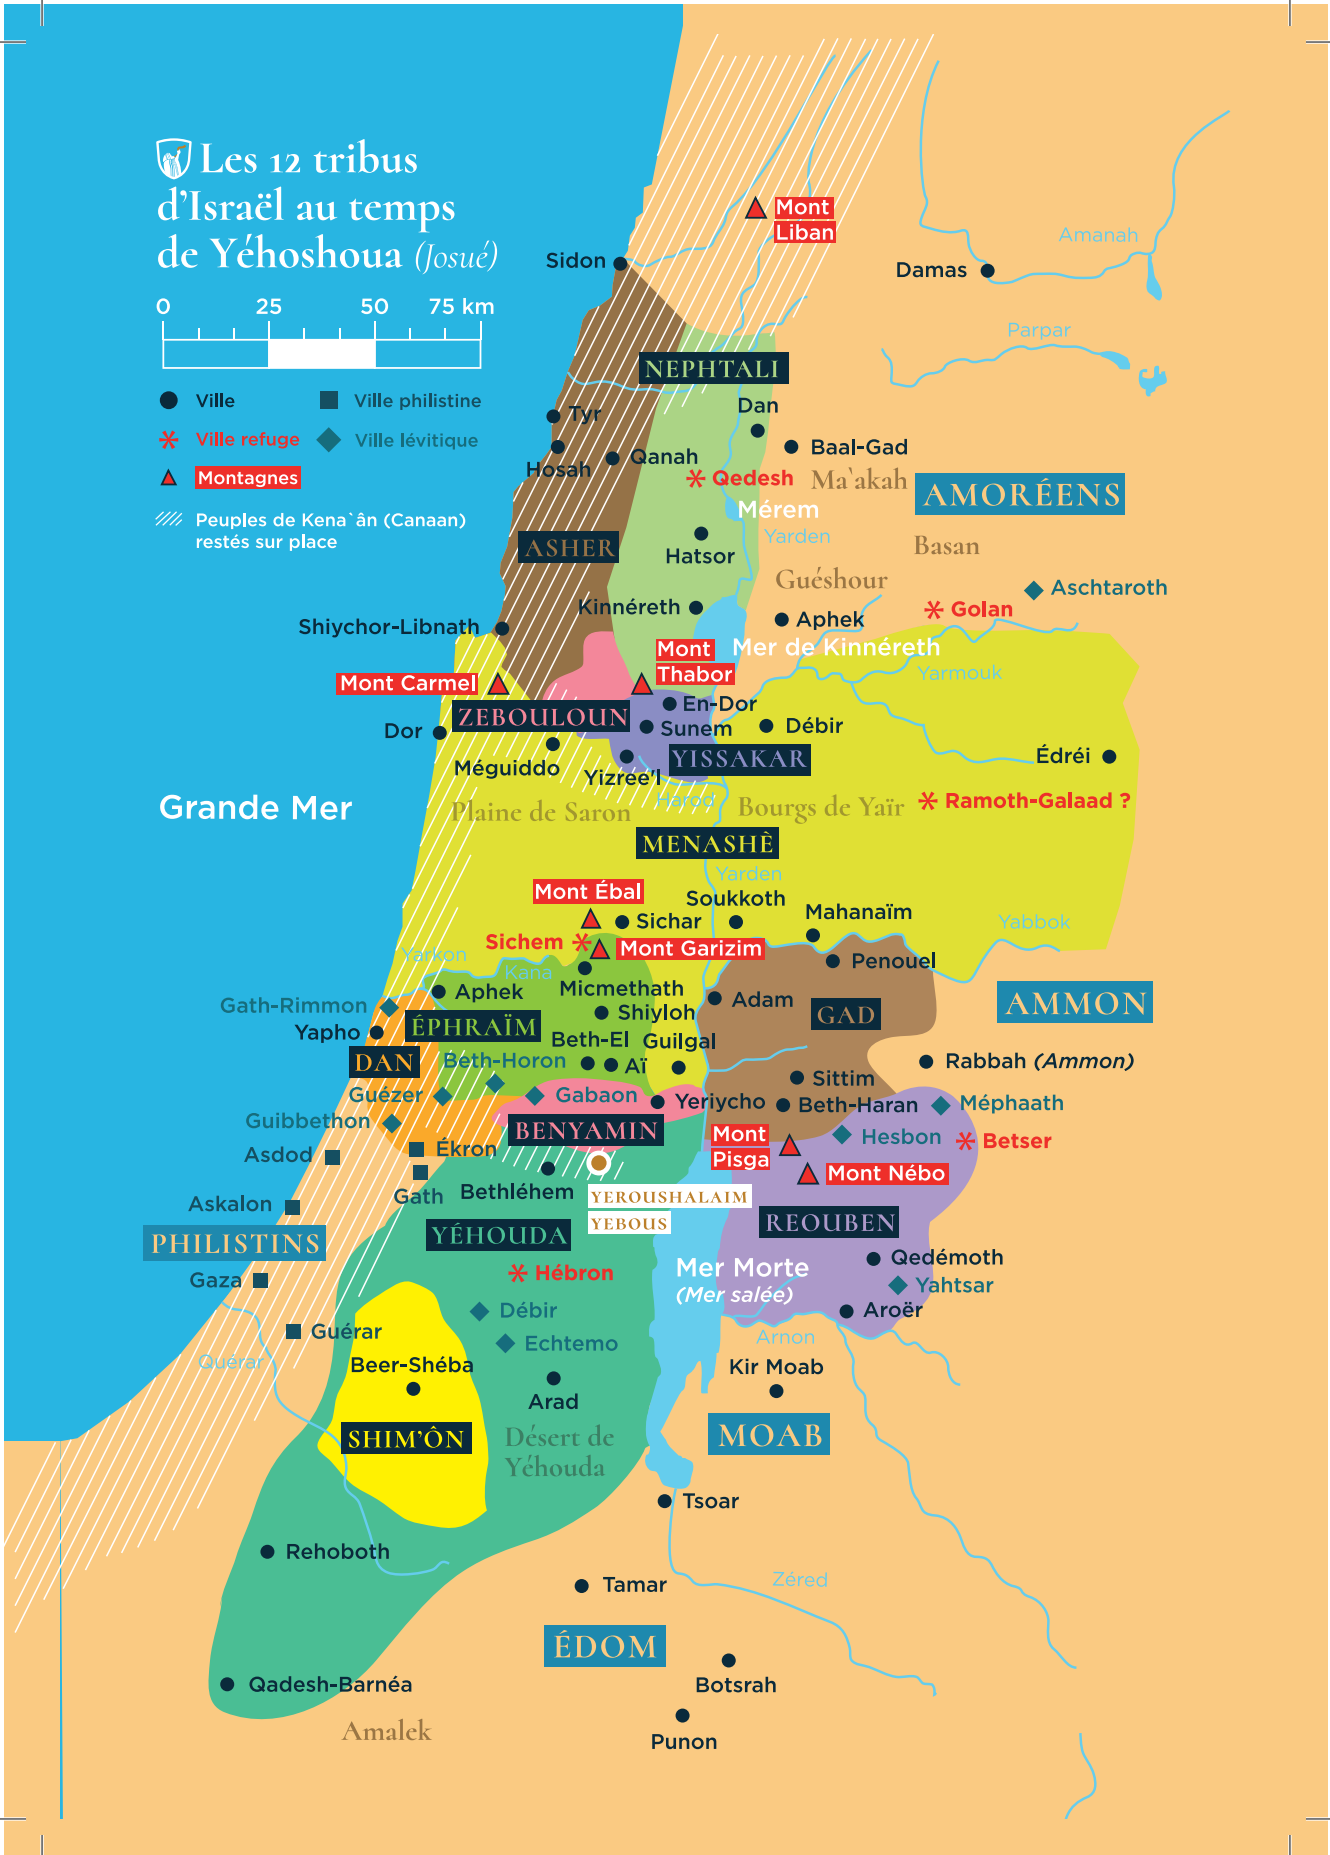 Les 12 tribus
d'Israël au temps
de Yéhoshoua (Josué)
0 25 50 75 km
Ville
Ville philistine
Ville refuge
Ville lévitique
Montagnes
Peuples de Kena`ân (Canaan)
restés sur place
Mont
Liban
Amanah
Sidon
Damas
Parpar
NEPHTALI
Dan
Tyr
Baal-Gad
Hosah
Qanah
Qedesh
Ma`akah
AMORÉENS
Mérem
Yarden
ASHER
Hatsor
Basan
Guéshour
Aschtaroth
Kinnéreth
Golan
Aphek
Shiychor-Libnath
Mont
Thabor
Mer de Kinnéreth
Yarmouk
Mont Carmel
ZEBOULOUN
En-Dor
Sunem
Débir
Dor
YISSAKAR
Édréi
Méguiddo
Yizree'l
Harod
Grande Mer
Plaine de Saron
Bourgs de Yaïr
Ramoth-Galaad ?
MENASHÈ
Yarden
Mont Ébal
Soukkoth
Sichar
Mahanaïm
Yabbok
Sichem
Mont Garizim
Yarkon
Kana
Penouel
Aphek
Micmethath
Adam
AMMON
Gath-Rimmon
Shiyloh
GAD
Yapho
ÉPHRAÏM
Beth-El
Guilgal
DAN
Beth-Horon
Aï
Rabbah (Ammon)
Sittim
Guézer
Gabaon
Yeriycho
Beth-Haran
Méphaath
Guibbethon
BENYAMIN
Mont
Pisga
Hesbon
Betser
Asdod
Ékron
Mont Nébo
Gath
Bethléhem
YEROUSHALAIM
YEBOUS
Askalon
PHILISTINS
YÉHOUDA
REOUBEN
Qedémoth
Gaza
Hébron
Mer Morte
(Mer salée)
Yahtsar
Débir
Aroër
Guérar
Echtemo
Arnon
Quérar
Beer-Shéba
Kir Moab
Arad
SHIM'ÔN
Désert de
Yéhouda
MOAB
Tsoar
Rehoboth
Tamar
Zéred
ÉDOM
Qadesh-Barnéa
Botsrah
Amalek
Punon